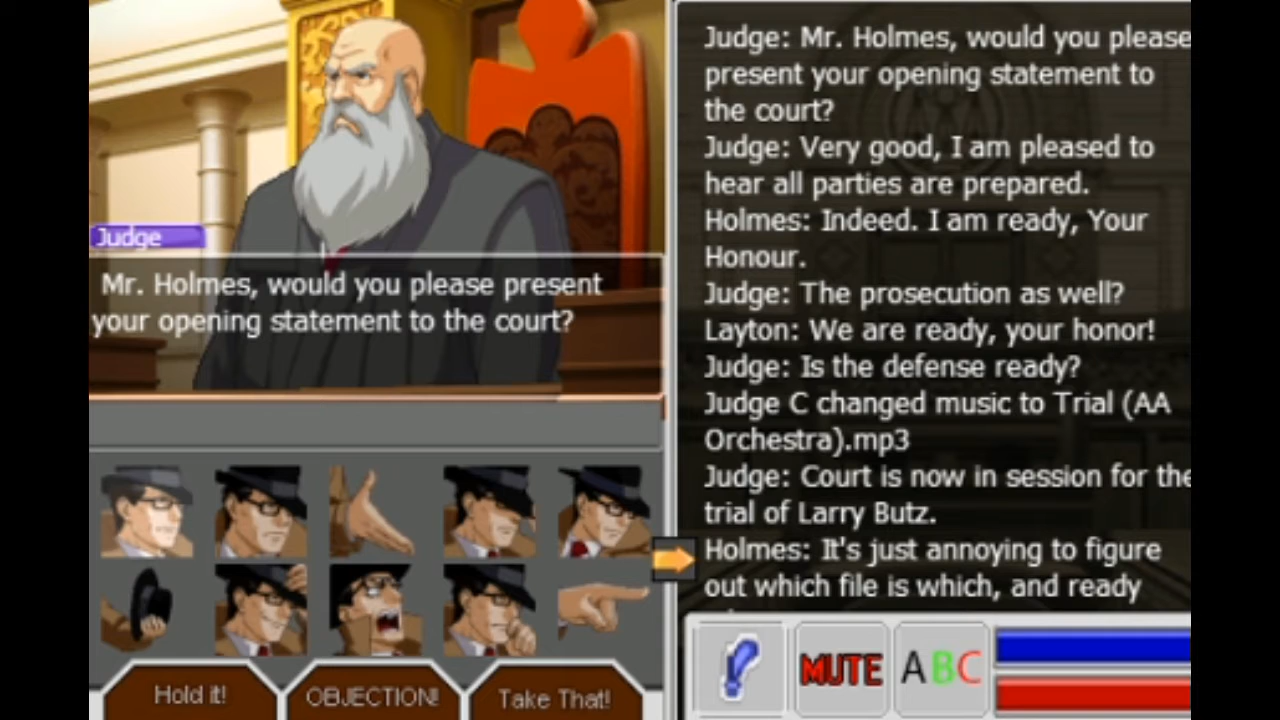 Judge
Mr. Holmes, would you please present
your opening statement to the court?
Hold it!
OBJECTION!
Take That!
Judge: Mr. Holmes, would you please
present your opening statement to
the court?
Judge: Very good, I am pleased to
hear all parties are prepared.
Holmes: Indeed. I am ready, Your
Honour.
Judge: The prosecution as well?
Layton: We are ready, your honor!
Judge: Is the defense ready?
Judge C changed music to Trial (AA
Orchestra).mp3
Judge: Court is now in session for the
trial of Larry Butz.
Holmes: It's just annoying to figure
out which file is which, and ready
MUTE
ABC